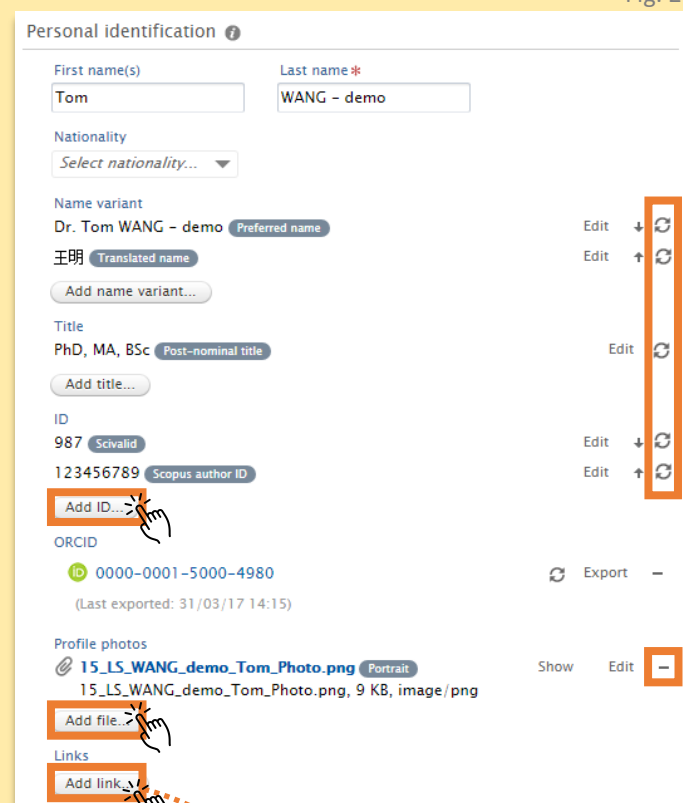 Fig. 2
Personal identification i
First name(s) Last name *
Tom WANG - demo
Nationality
Select nationality...
Name variant
Dr. Tom WANG - demo Preferred name Edit
王明 Translated name Edit
Add name variant...
Title
PhD, MA, BSc Post-nominal title Edit
Add title...
ID
987 Scivalid Edit
123456789 Scopus author ID Edit
Add ID...
ORCID
iD 0000-0001-5000-4980 Export −
(Last exported: 31/03/17 14:15)
Profile photos
15_LS_WANG_demo_Tom_Photo.png Portrait Show Edit −
15_LS_WANG_demo_Tom_Photo.png, 9 KB, image/png
Add file...
Links
Add link...